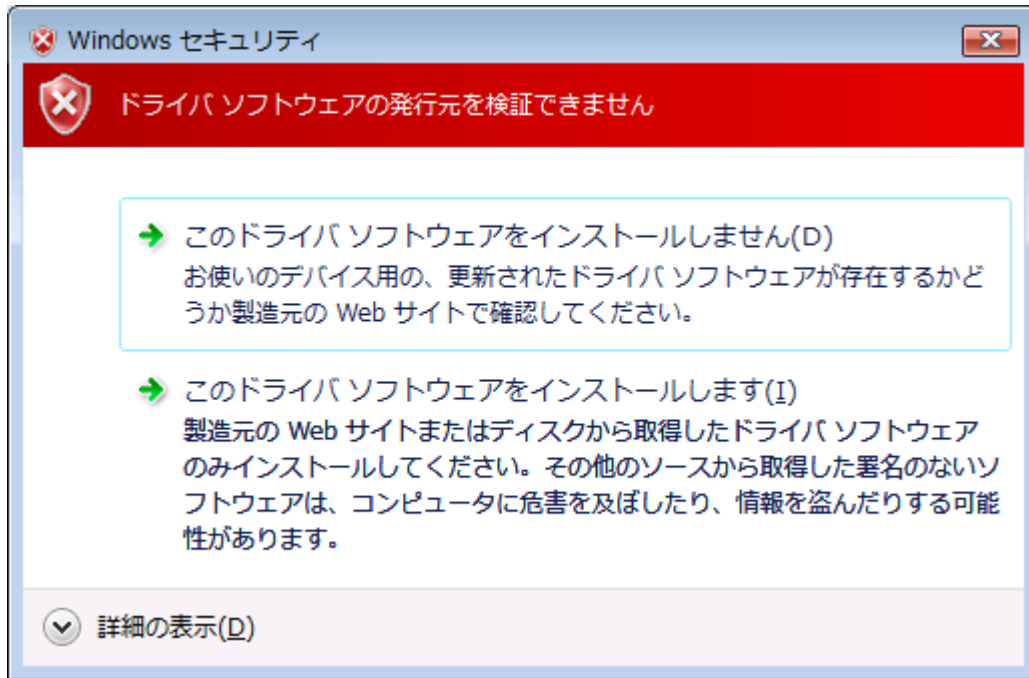 Windows セキュリティ
ドライバ ソフトウェアの発行元を検証できません
このドライバ ソフトウェアをインストールしません(D)
お使いのデバイス用の、更新されたドライバ ソフトウェアが存在するかど
うか製造元の Web サイトで確認してください。
このドライバ ソフトウェアをインストールします(I)
製造元の Web サイトまたはディスクから取得したドライバ ソフトウェア
のみインストールしてください。その他のソースから取得した署名のないソ
フトウェアは、コンピュータに危害を及ぼしたり、情報を盗んだりする可能
性があります。
詳細の表示(D)